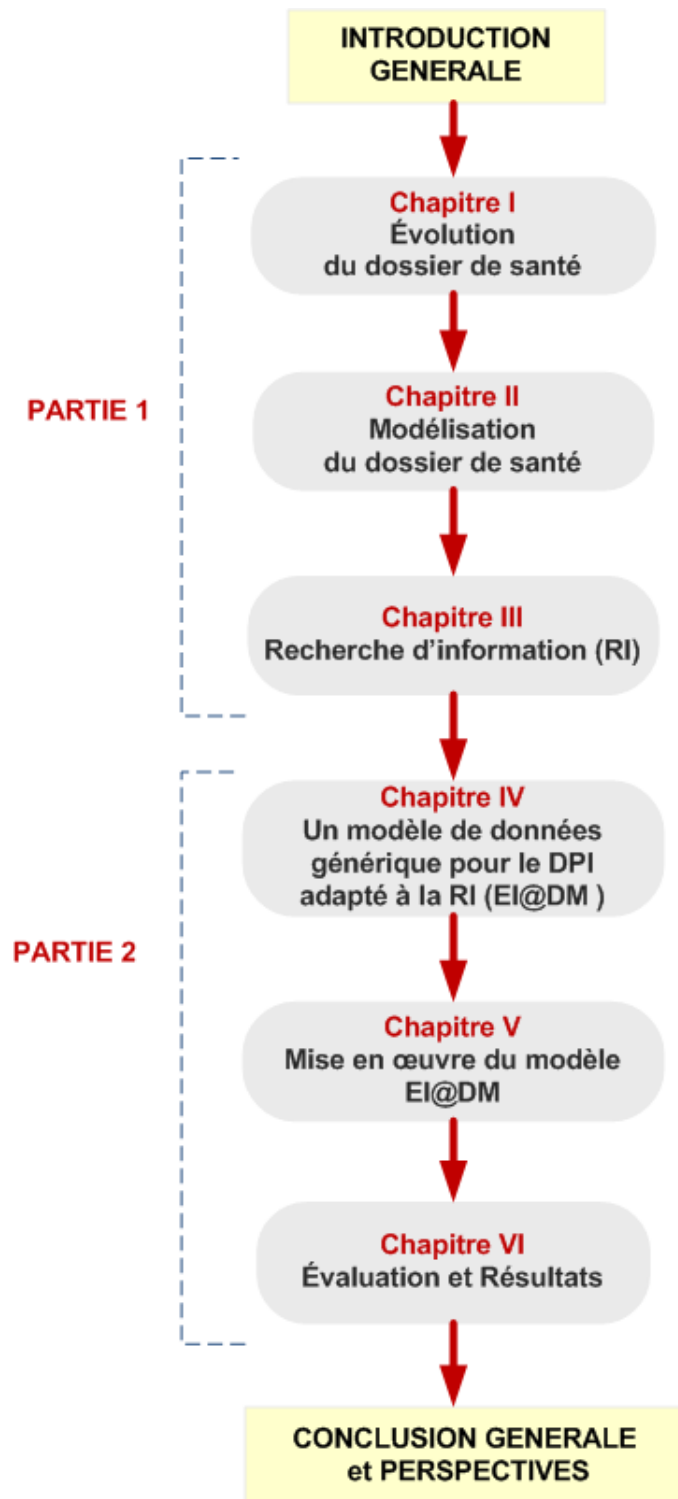 INTRODUCTION
GENERALE
PARTIE 1
Chapitre I
Évolution
du dossier de santé
Chapitre II
Modélisation
du dossier de santé
Chapitre III
Recherche d'information (RI)
PARTIE 2
Chapitre IV
Un modèle de données
générique pour le DPI
adapté à la RI (EI@DM )
Chapitre V
Mise en œuvre du modèle
EI@DM
Chapitre VI
Évaluation et Résultats
CONCLUSION GENERALE
et PERSPECTIVES